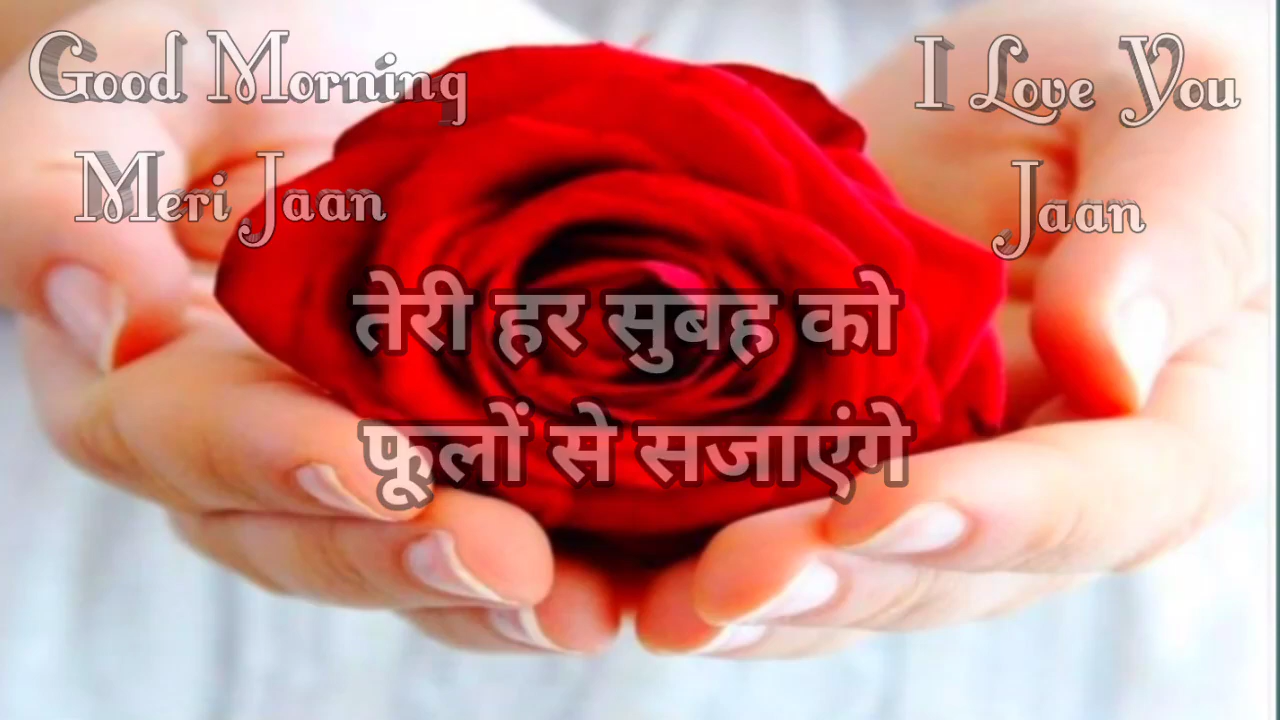 Good Morning
Meri Jaan
I Love You
Jaan
तेरी हर सुबह को
फूलों से सजाएंगे